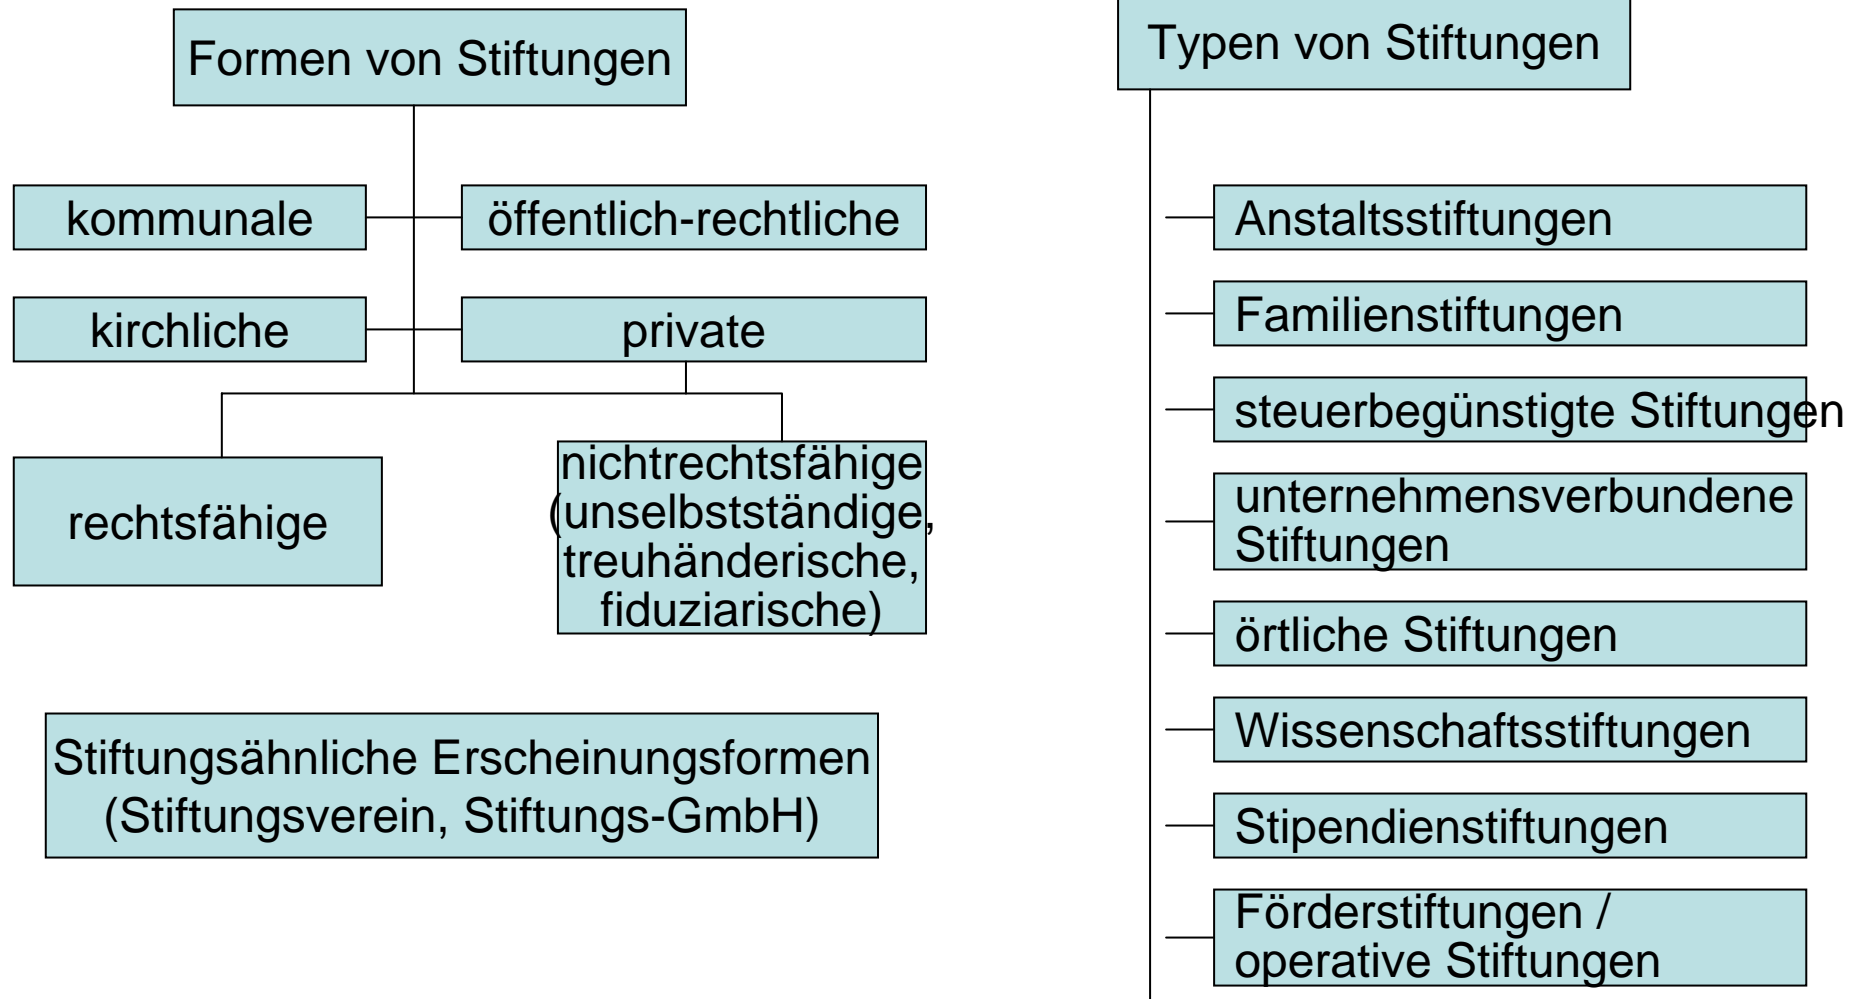 Formen von Stiftungen
kommunale
öffentlich-rechtliche
kirchliche
private
rechtsfähige
nichtrechtsfähige
(unselbstständige,
treuhänderische,
fiduziarische)
Stiftungsähnliche Erscheinungsformen
(Stiftungsverein, Stiftungs-GmbH)
Typen von Stiftungen
Anstaltsstiftungen
Familienstiftungen
steuerbegünstigte Stiftungen
unternehmensverbundene
Stiftungen
örtliche Stiftungen
Wissenschaftsstiftungen
Stipendienstiftungen
Förderstiftungen /
operative Stiftungen